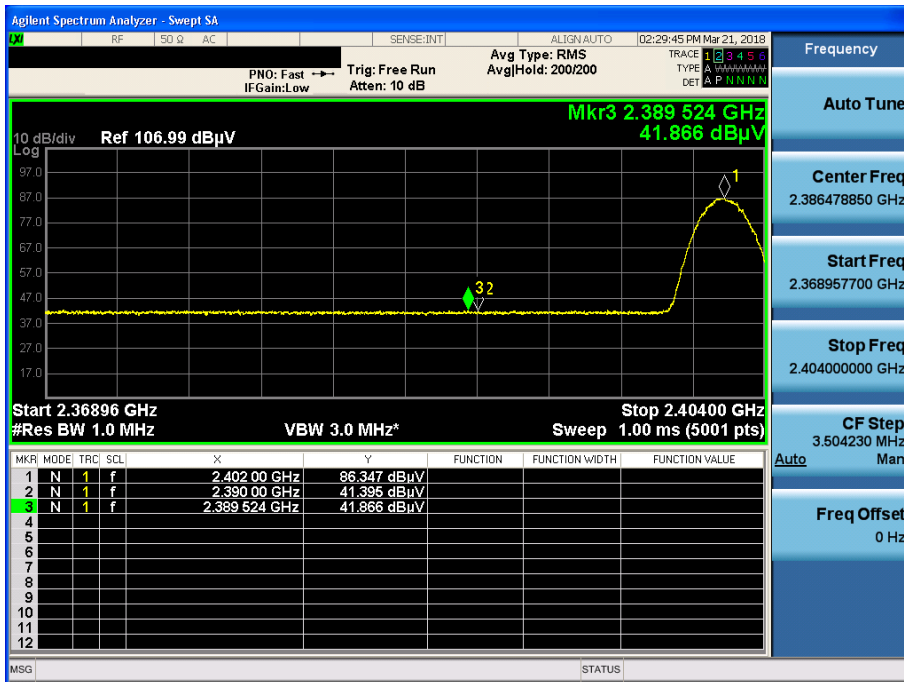 Agilent Spectrum Analyzer - Swept SA
LXI RF 50 Ω AC SENSE:INT ALIGN AUTO 02:29:45 PM Mar 21, 2018
PNO: Fast Trig: Free Run Avg Type: RMS TRACE 1 2 3 4 5 6
IFGain:Low Atten: 10 dB Avg|Hold: 200/200 TYPE A WWWWW
DET A P N N N N
Mkr3 2.389 524 GHz
41.866 dBµV
10 dB/div Ref 106.99 dBµV
Log
97.0
87.0
77.0
67.0
57.0
47.0
37.0
27.0
17.0
1
3 2
Start 2.36896 GHz Stop 2.40400 GHz
#Res BW 1.0 MHz VBW 3.0 MHz* Sweep 1.00 ms (5001 pts)
MKR MODE TRC SCL X Y FUNCTION FUNCTION WIDTH FUNCTION VALUE
1 N 1 f 2.402 00 GHz 86.347 dBµV
2 N 1 f 2.390 00 GHz 41.395 dBµV
3 N 1 f 2.389 524 GHz 41.866 dBµV
4
5
6
7
8
9
10
11
12
MSG STATUS
Frequency
Auto Tune
Center Freq
2.386478850 GHz
Start Freq
2.368957700 GHz
Stop Freq
2.404000000 GHz
CF Step
3.504230 MHz
Auto Man
Freq Offset
0 Hz